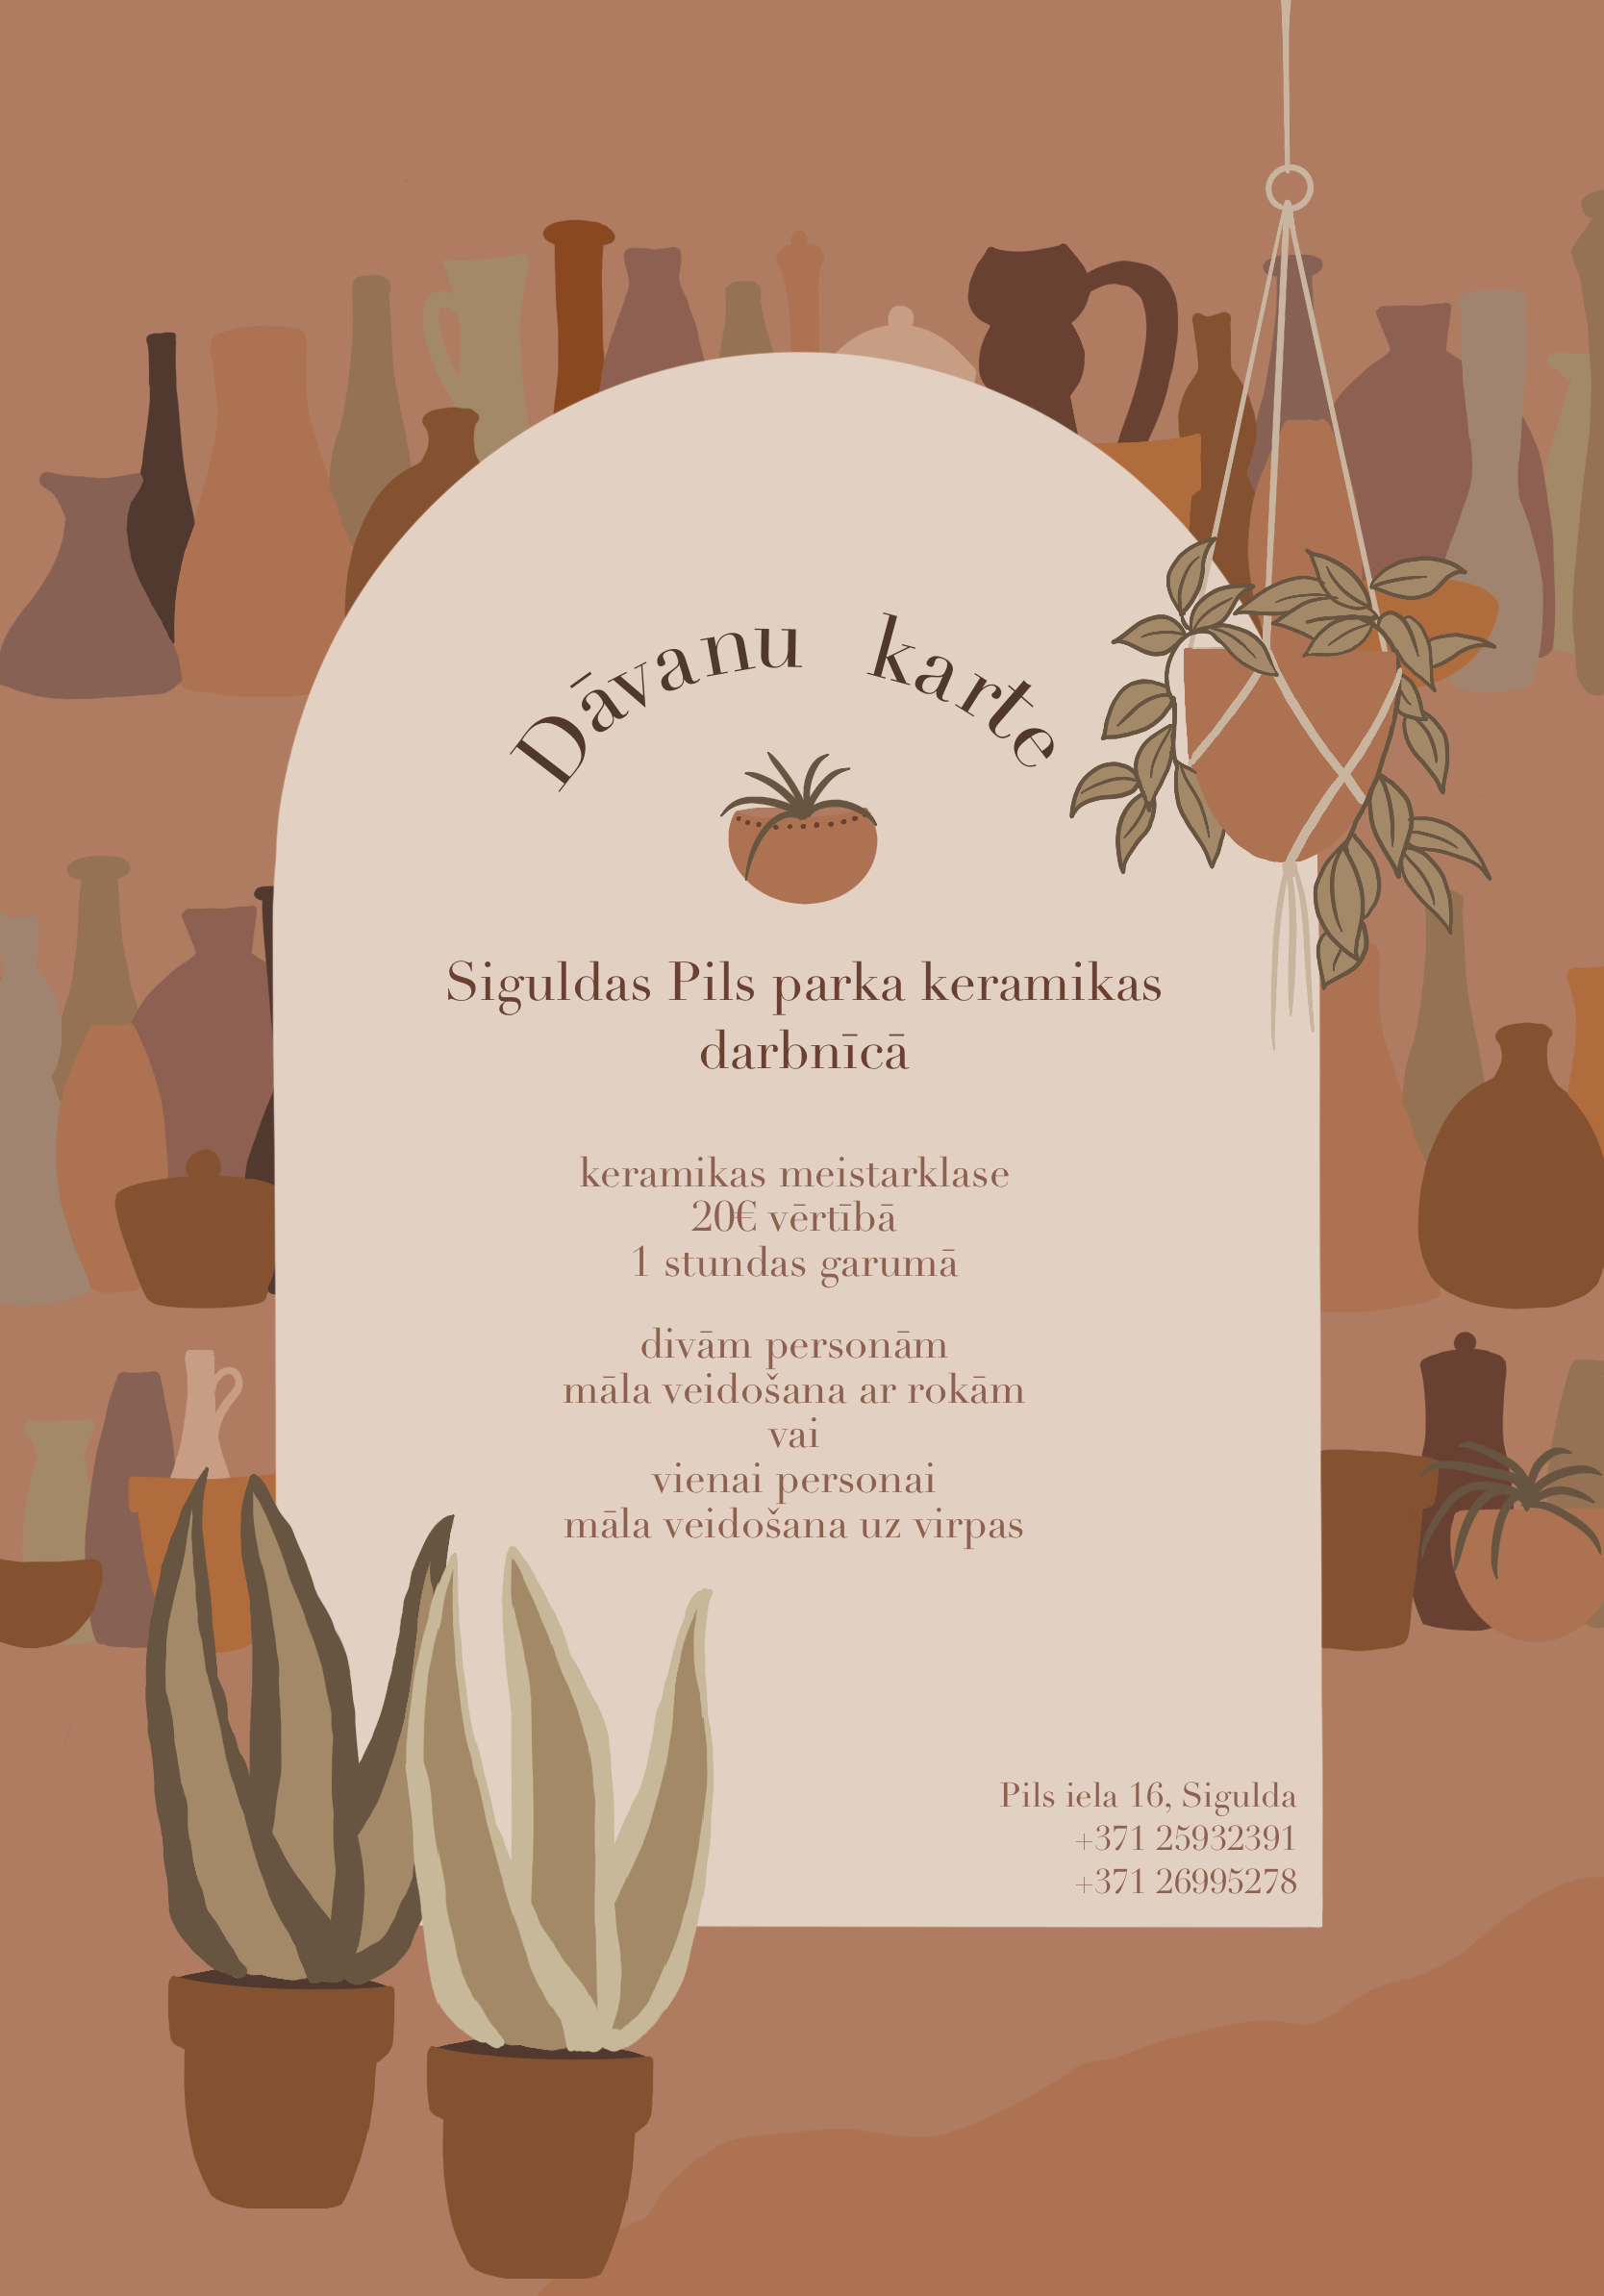 Dāvanu karte
Siguldas Pils parka keramikas
darbnīcā
keramikas meistarklase
20€ vērtībā
1 stundas garumā
divām personām
māla veidošana ar rokām
vai
vienai personai
māla veidošana uz virpas
Pils iela 16, Sigulda
+371 25932391
+371 26995278